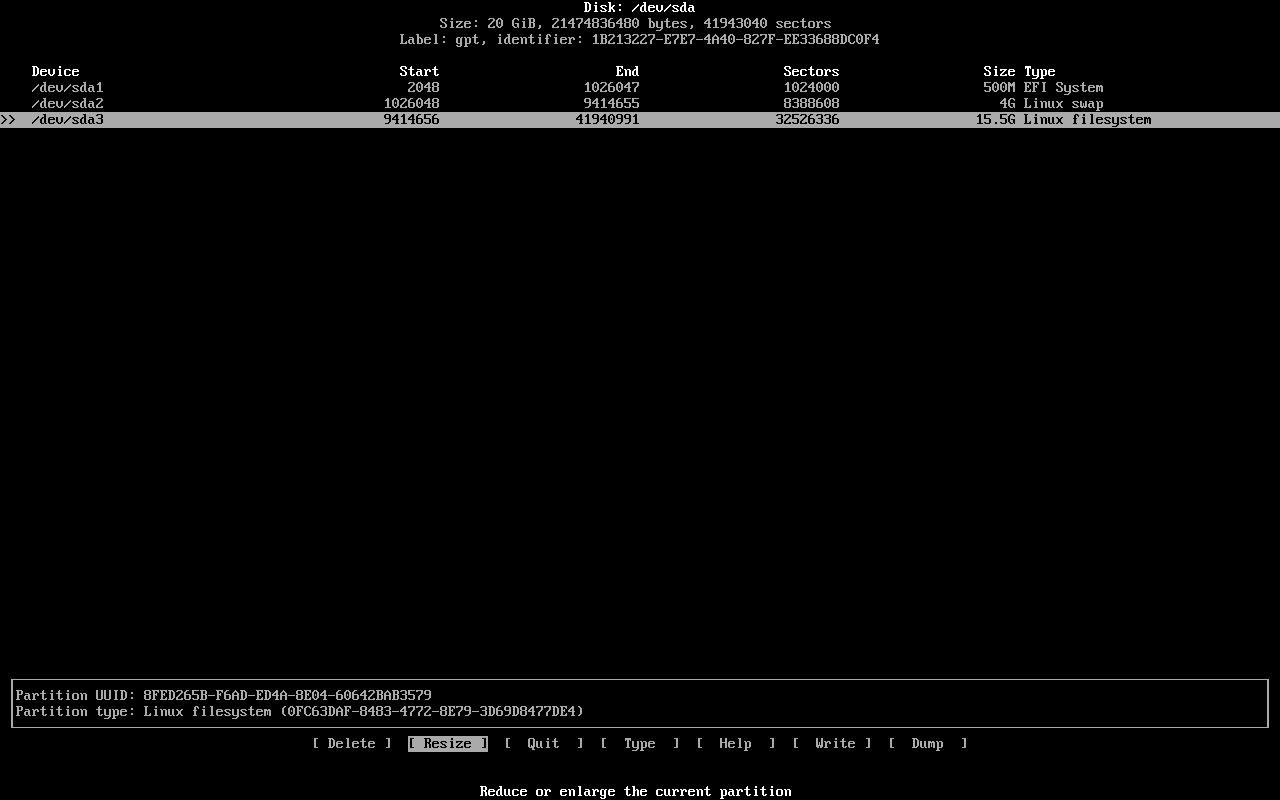 Disk: /dev/sda
Size: 20 GiB, 21474836480 bytes, 41943040 sectors
Label: gpt, identifier: 1B213227-E7E7-4A40-827F-EE33688DC0F4
Device Start End Sectors Size Type
/dev/sda1 2048 1026047 1024000 500M EFI System
/dev/sda2 1026048 9414655 8388608 4G Linux swap
>> /dev/sda3 9414656 41940991 32526336 15.5G Linux filesystem
Partition UUID: 8FED265B-F6AD-ED4A-8E04-60642BAB3579
Partition type: Linux filesystem (0FC63DAF-8483-4772-8E79-3D69D8477DE4)
[ Delete ] [ Resize ] [ Quit ] [ Type ] [ Help ] [ Write ] [ Dump ]
Reduce or enlarge the current partition